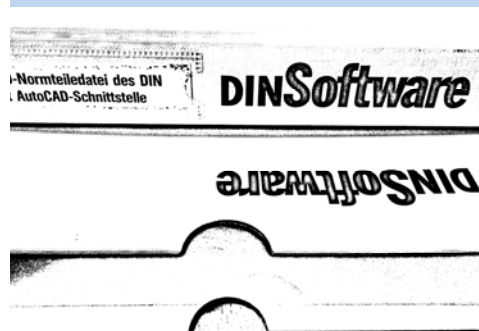 -Normteiledatei des DIN
AutoCAD-Schnittstelle
DINSoftware
DINSoftware